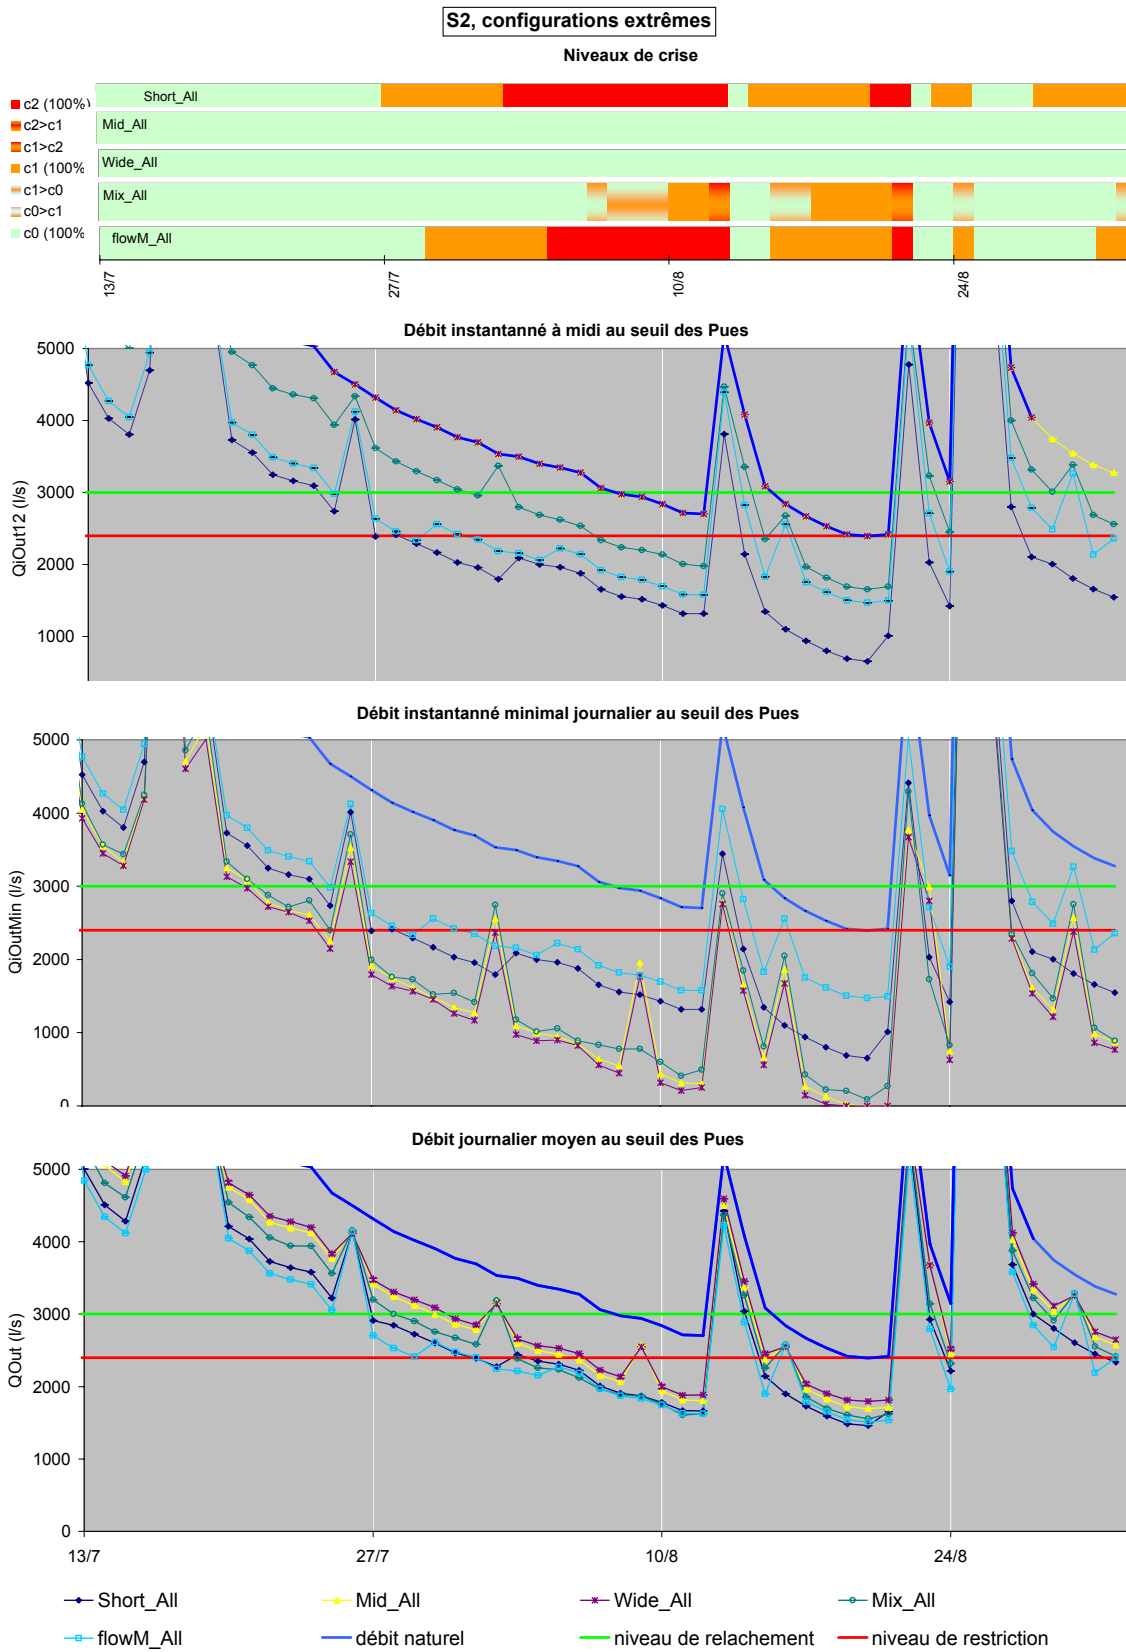 S2, configurations extrêmes
Niveaux de crise
c2 (100%)
c2>c1
c1>c2
c1 (100%
c1>c0
c0>c1
c0 (100%
Short_All
Mid_All
Wide_All
Mix_All
flowM_All
13/7
27/7
10/8
24/8
Débit instantanné à midi au seuil des Pues
QiOut12 (l/s)
5000
4000
3000
2000
1000
Débit instantanné minimal journalier au seuil des Pues
QiOutMin (l/s)
5000
4000
3000
2000
1000
0
Débit journalier moyen au seuil des Pues
QOut (l/s)
5000
4000
3000
2000
1000
0
13/7
27/7
10/8
24/8
Short_All
Mid_All
Wide_All
Mix_All
flowM_All
débit naturel
niveau de relachement
niveau de restriction